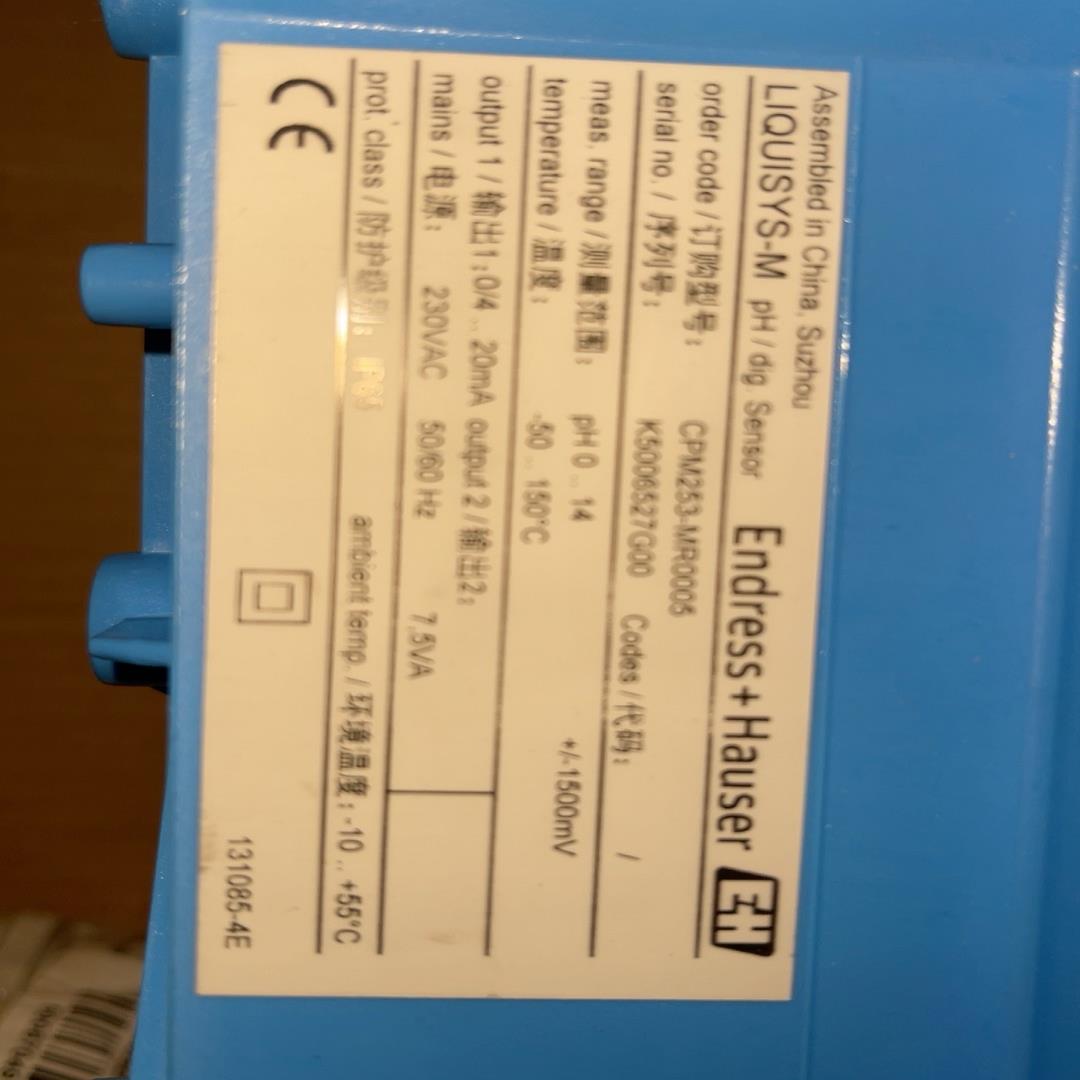 Assembled in China, Suzhou
LIQUISYS-M pH / dig. Sensor Endress+Hauser EH
order code / 订购型号： CPM253-MR0005
serial no. / 序列号： K5006527G00 Codes / 代码： /
meas. range / 测量范围： pH 0 .. 14 +/-1500mV
temperature / 温度： -50 .. 150°C
output 1 / 输出1：0/4 .. 20mA output 2 / 输出2：
mains / 电源： 230VAC 50/60 Hz 7,5VA
prot. class / 防护级别： IP65 ambient temp. / 环境温度：-10 .. +55°C
CE 131085-4E